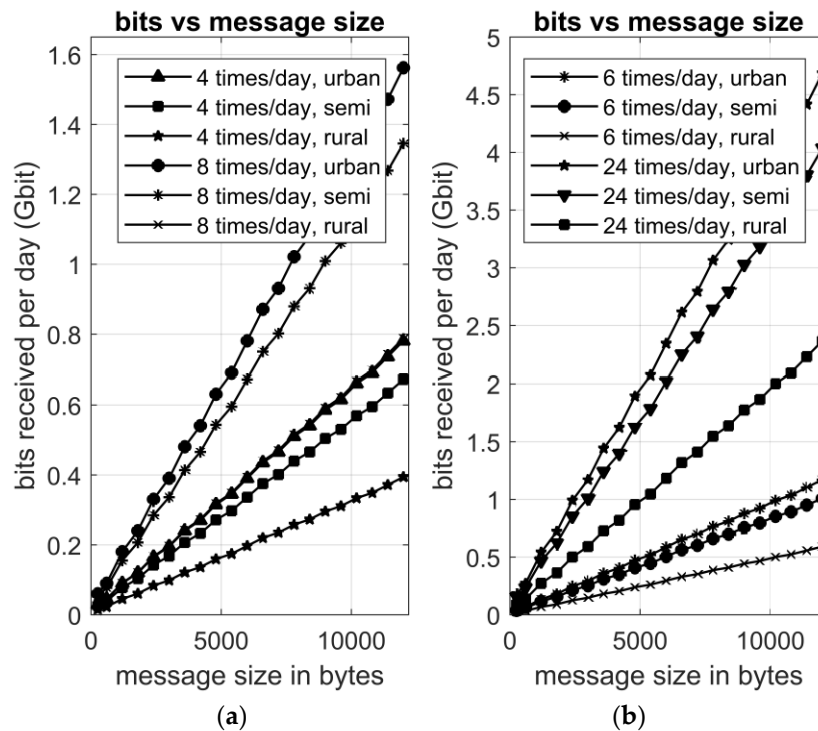 bits vs message size
bits received per day (Gbit)
1.6
1.4
1.2
1
0.8
0.6
0.4
0.2
0
4 times/day, urban
4 times/day, semi
4 times/day, rural
8 times/day, urban
8 times/day, semi
8 times/day, rural
0 5000 10000
message size in bytes
(a)
bits vs message size
bits received per day (Gbit)
5
4.5
4
3.5
3
2.5
2
1.5
1
0.5
0
6 times/day, urban
6 times/day, semi
6 times/day, rural
24 times/day, urban
24 times/day, semi
24 times/day, rural
0 5000 10000
message size in bytes
(b)